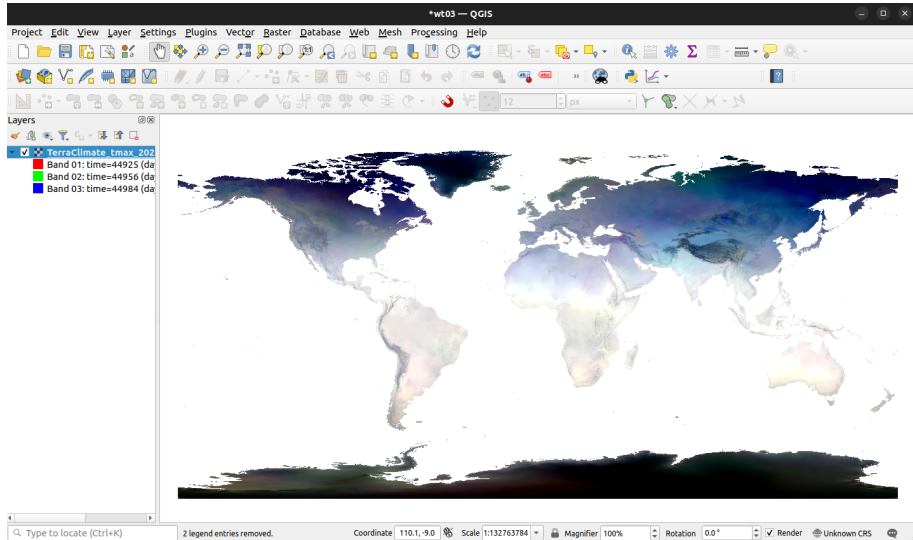 *wt03 — QGIS
Project Edit View Layer Settings Plugins Vector Raster Database Web Mesh Processing Help
12 px
Layers
TerraClimate_tmax_202
Band 01: time=44925 (da
Band 02: time=44956 (da
Band 03: time=44984 (da
Type to locate (Ctrl+K) 2 legend entries removed. Coordinate 110.1,-9.0 Scale 1:132763784 Magnifier 100% Rotation 0.0 ° Render Unknown CRS